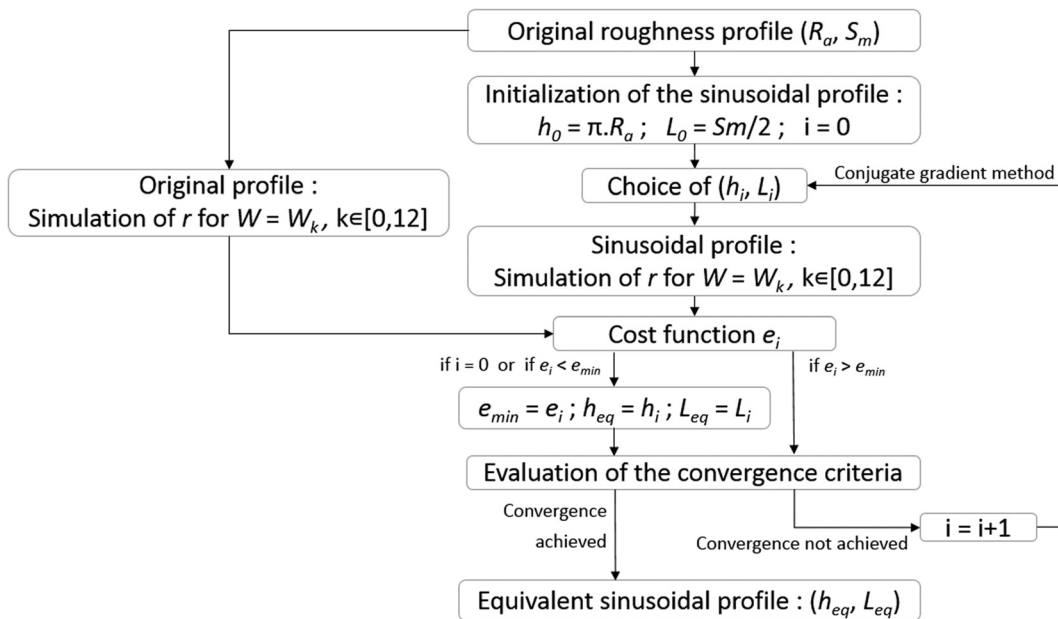 Original roughness profile (Ra, Sm)
Initialization of the sinusoidal profile :
h0 = π.Ra ; L0 = Sm/2 ; i = 0
Conjugate gradient method
Original profile :
Simulation of r for W = Wk, k∈[0,12]
Choice of (hi, Li)
Sinusoidal profile :
Simulation of r for W = Wk, k∈[0,12]
Cost function ei
if i = 0 or if ei < emin
if ei > emin
emin = ei ; heq = hi ; Leq = Li
Evaluation of the convergence criteria
Convergence
achieved
Convergence not achieved
i = i+1
Equivalent sinusoidal profile : (heq, Leq)